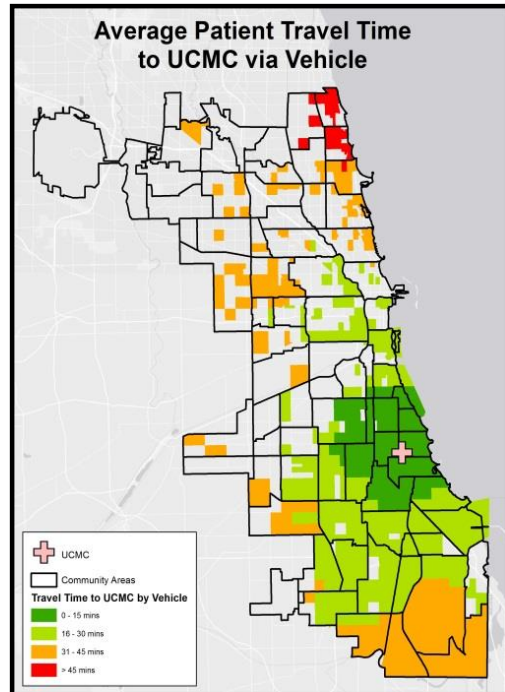 Average Patient Travel Time
to UCMC via Vehicle
UCMC
Community Areas
Travel Time to UCMC by Vehicle
0 - 15 mins
16 - 30 mins
31 - 45 mins
> 45 mins